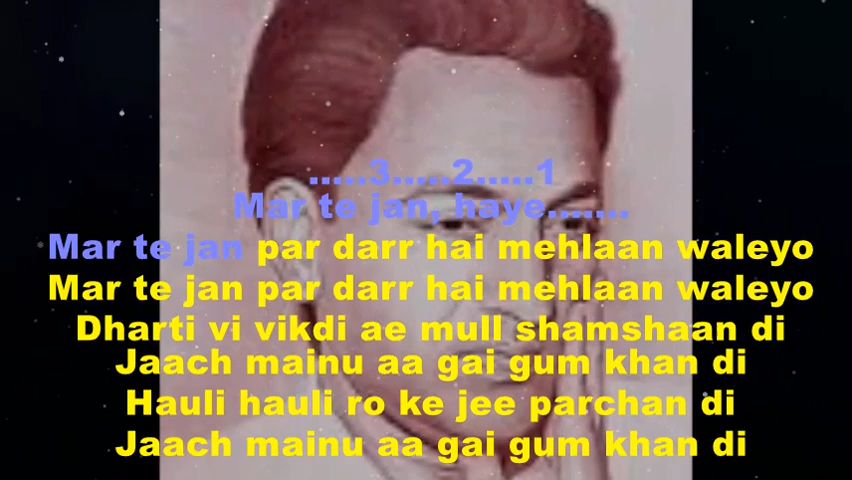 .....3.....2.....1
Mar te jan, haye.......
Mar te jan par darr hai mehlaan waleyo
Mar te jan par darr hai mehlaan waleyo
Dharti vi vikdi ae mull shamshaan di
Jaach mainu aa gai gum khan di
Hauli hauli ro ke jee parchan di
Jaach mainu aa gai gum khan di